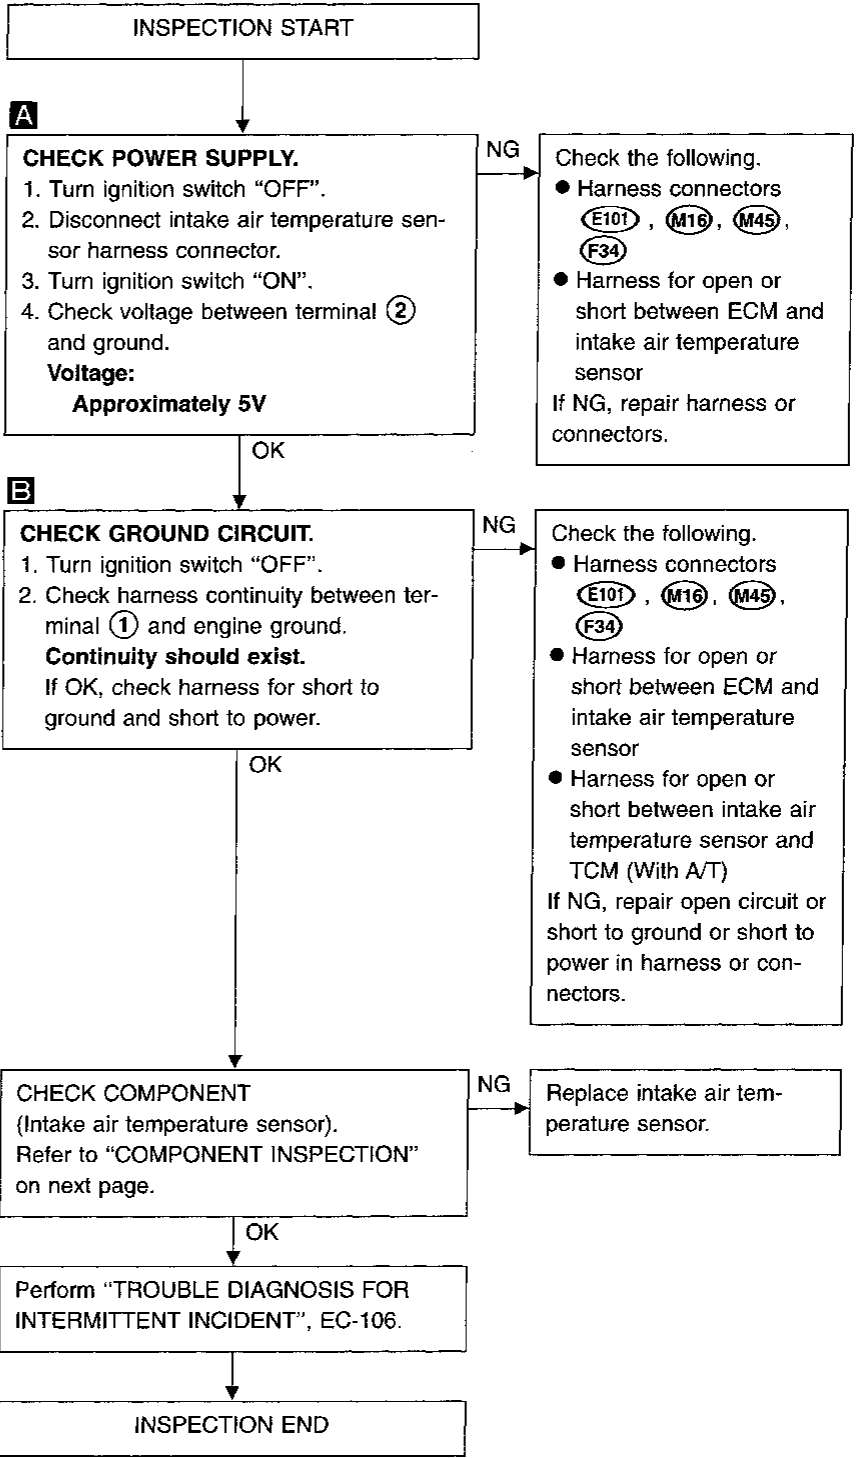 INSPECTION START
A
CHECK POWER SUPPLY.
1. Turn ignition switch “OFF”.
2. Disconnect intake air temperature sen-
sor harness connector.
3. Turn ignition switch “ON”.
4. Check voltage between terminal ②
and ground.
Voltage:
Approximately 5V
NG
Check the following.
● Harness connectors
E101 , M16 , M45 ,
F34
● Harness for open or
short between ECM and
intake air temperature
sensor
If NG, repair harness or
connectors.
OK
B
CHECK GROUND CIRCUIT.
1. Turn ignition switch “OFF”.
2. Check harness continuity between ter-
minal ① and engine ground.
Continuity should exist.
If OK, check harness for short to
ground and short to power.
NG
Check the following.
● Harness connectors
E101 , M16 , M45 ,
F34
● Harness for open or
short between ECM and
intake air temperature
sensor
● Harness for open or
short between intake air
temperature sensor and
TCM (With A/T)
If NG, repair open circuit or
short to ground or short to
power in harness or con-
nectors.
OK
CHECK COMPONENT
(Intake air temperature sensor).
Refer to “COMPONENT INSPECTION”
on next page.
NG
Replace intake air tem-
perature sensor.
OK
Perform “TROUBLE DIAGNOSIS FOR
INTERMITTENT INCIDENT”, EC-106.
INSPECTION END